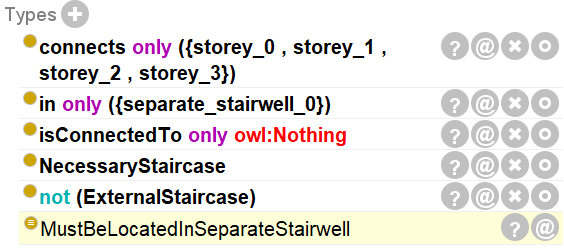 Types
connects only ({storey_0 , storey_1 ,
storey_2 , storey_3})
in only ({separate_stairwell_0})
isConnectedTo only owl:Nothing
NecessaryStaircase
not (ExternalStaircase)
MustBeLocatedInSeparateStairwell